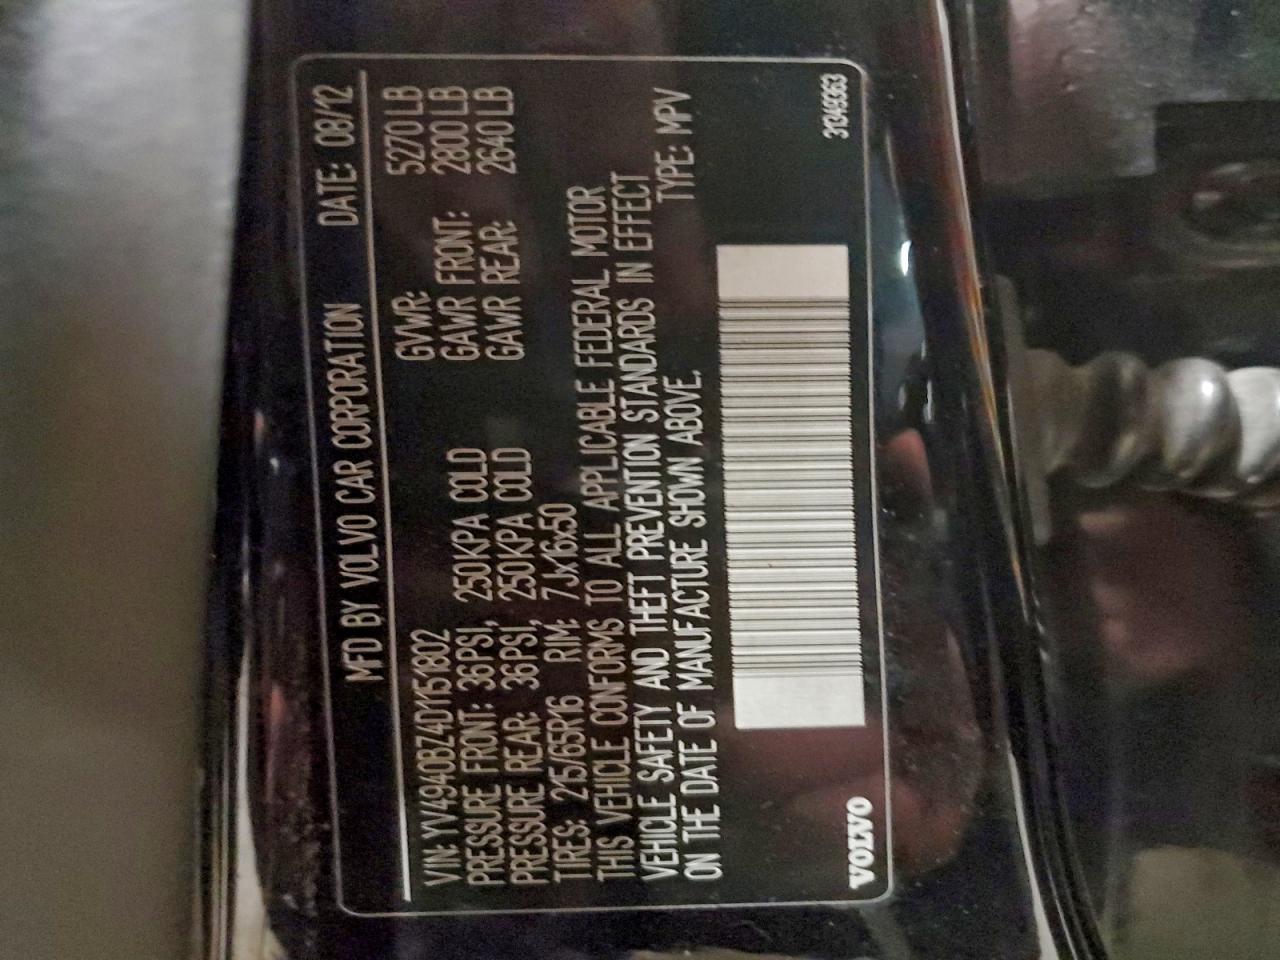 MFD BY VOLVO CAR CORPORATION DATE: 08/12
VIN: YV4940BZ4D1151802 GVWR: 5270 LB
PRESSURE FRONT: 36PSI, 250KPA COLD GAWR FRONT: 2800 LB
PRESSURE REAR: 36PSI, 250KPA COLD GAWR REAR: 2640 LB
TIRES: 215/65R16 RIM: 7Jx16x50
THIS VEHICLE CONFORMS TO ALL APPLICABLE FEDERAL MOTOR
VEHICLE SAFETY AND THEFT PREVENTION STANDARDS IN EFFECT
ON THE DATE OF MANUFACTURE SHOWN ABOVE. TYPE: MPV
VOLVO 31349363